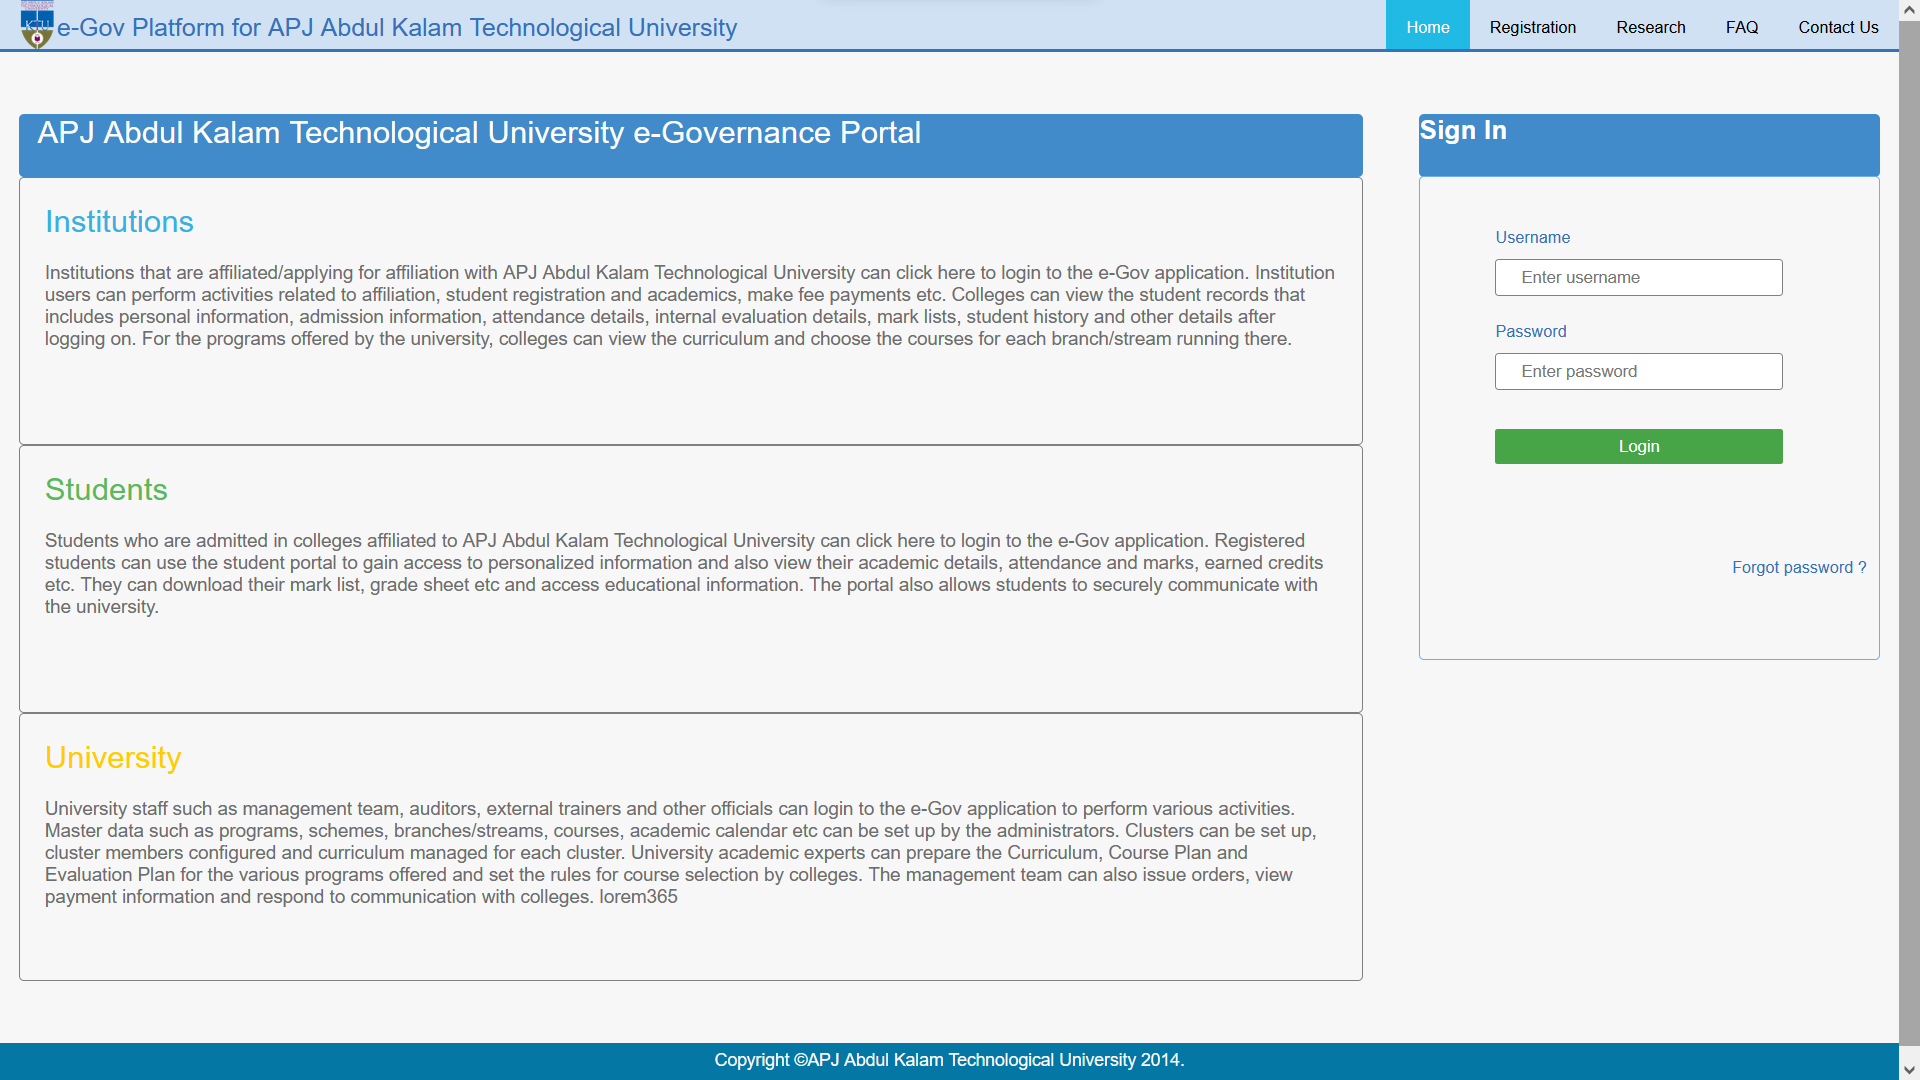 KTU
e-Gov Platform for APJ Abdul Kalam Technological University
Home
Registration
Research
FAQ
Contact Us
APJ Abdul Kalam Technological University e-Governance Portal
Institutions
Institutions that are affiliated/applying for affiliation with APJ Abdul Kalam Technological University can click here to login to the e-Gov application. Institution
users can perform activities related to affiliation, student registration and academics, make fee payments etc. Colleges can view the student records that
includes personal information, admission information, attendance details, internal evaluation details, mark lists, student history and other details after
logging on. For the programs offered by the university, colleges can view the curriculum and choose the courses for each branch/stream running there.
Students
Students who are admitted in colleges affiliated to APJ Abdul Kalam Technological University can click here to login to the e-Gov application. Registered
students can use the student portal to gain access to personalized information and also view their academic details, attendance and marks, earned credits
etc. They can download their mark list, grade sheet etc and access educational information. The portal also allows students to securely communicate with
the university.
University
University staff such as management team, auditors, external trainers and other officials can login to the e-Gov application to perform various activities.
Master data such as programs, schemes, branches/streams, courses, academic calendar etc can be set up by the administrators. Clusters can be set up,
cluster members configured and curriculum managed for each cluster. University academic experts can prepare the Curriculum, Course Plan and
Evaluation Plan for the various programs offered and set the rules for course selection by colleges. The management team can also issue orders, view
payment information and respond to communication with colleges. lorem365
Sign In
Username
Enter username
Password
Enter password
Login
Forgot password ?
Copyright ©APJ Abdul Kalam Technological University 2014.